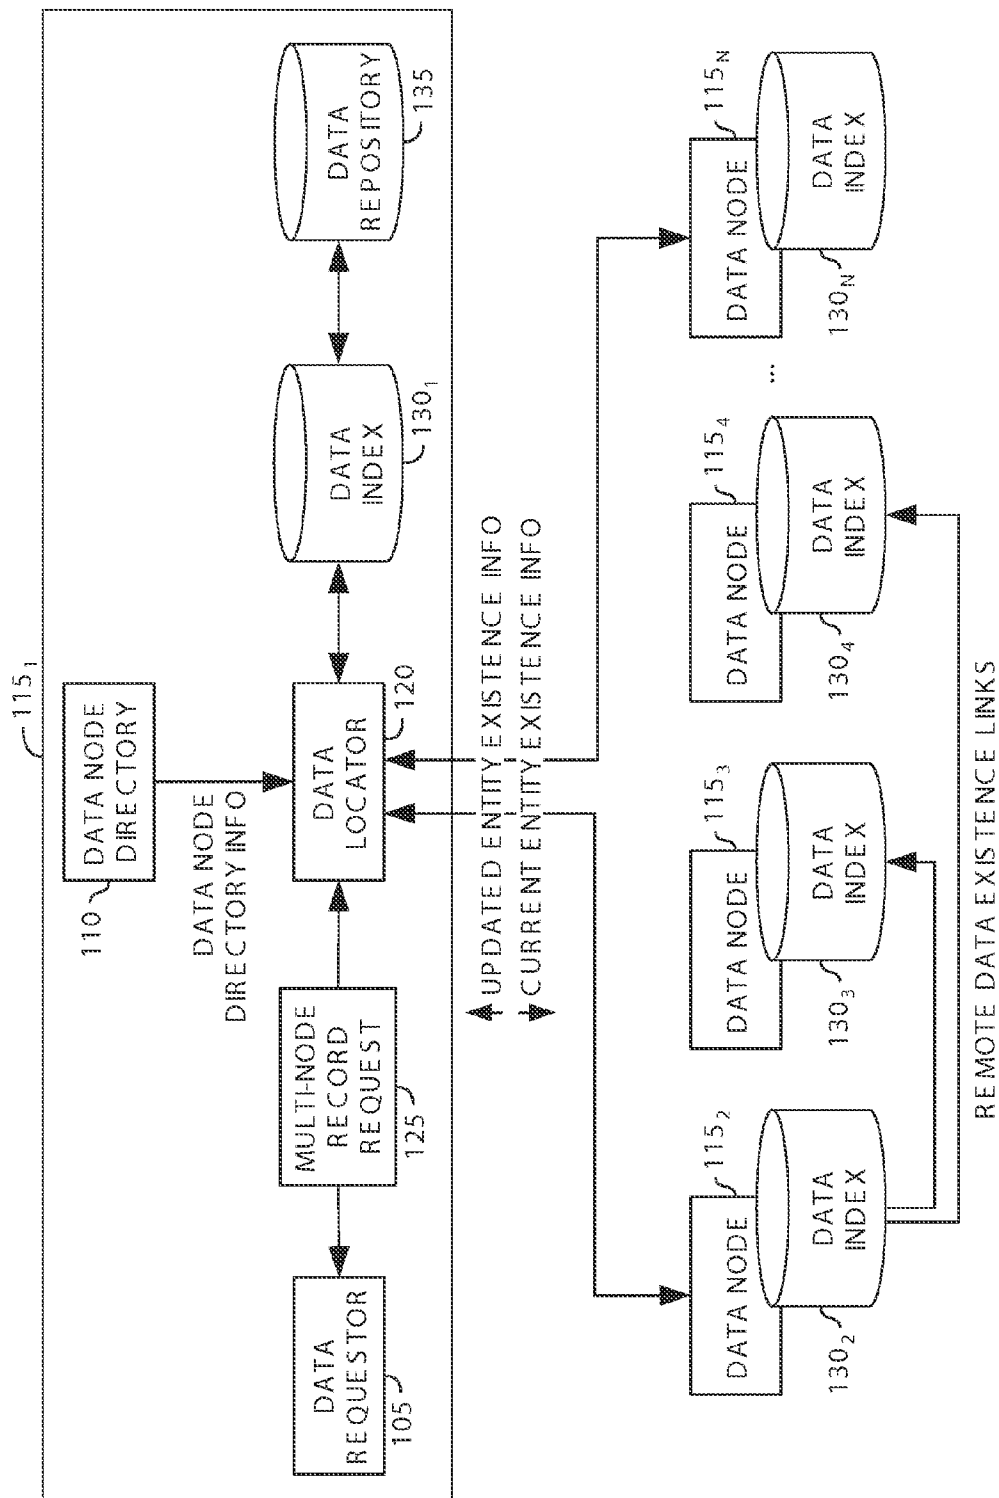 115₁
110
DATA NODE
DIRECTORY
DATA NODE
DIRECTORY INFO
DATA
REQUESTOR
105
MULTI-NODE
RECORD
REQUEST
125
DATA
LOCATOR
120
DATA
INDEX
130₁
DATA
REPOSITORY
135
UPDATED ENTITY EXISTENCE INFO
CURRENT ENTITY EXISTENCE INFO
DATA NODE
115₂
DATA
INDEX
130₂
DATA NODE
115₃
DATA
INDEX
130₃
DATA NODE
115₄
DATA
INDEX
130₄
...
DATA NODE
115N
DATA
INDEX
130N
REMOTE DATA EXISTENCE LINKS